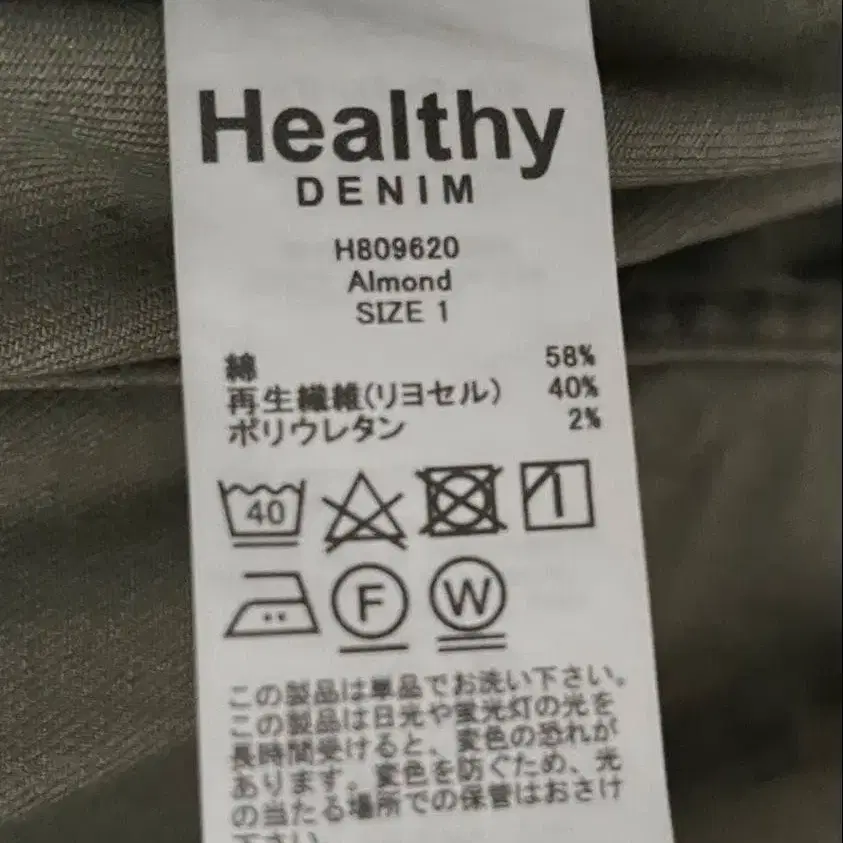 Healthy
DENIM
H809620
Almond
SIZE 1
綿 58%
再生繊維(リヨセル) 40%
ポリウレタン 2%
40
F W
この製品は単品でお洗い下さい。
この製品は日光や蛍光灯の光を
長時間受けると、変色の恐れが
あります。変色を防ぐため、光
の当たる場所での保管はおさけ
下さい